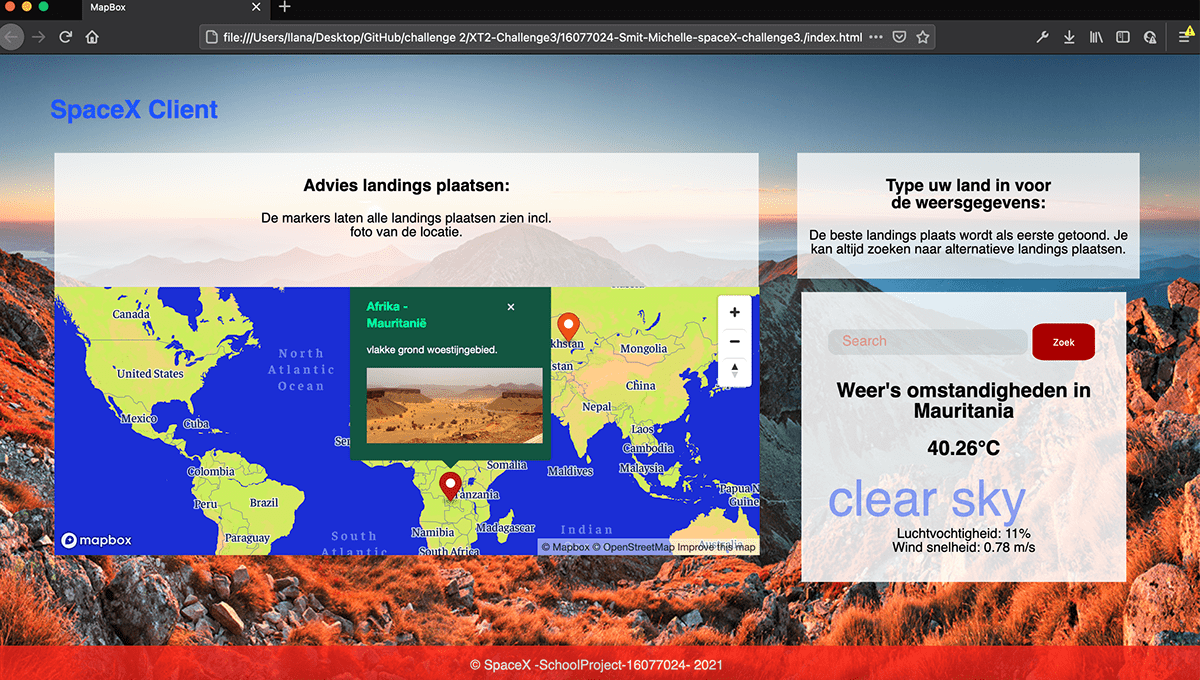 MapBox
file:///Users/Ilana/Desktop/GitHub/challenge 2/XT2-Challenge3/16077024-Smit-Michelle-spaceX-challenge3./index.html
SpaceX Client
Advies landings plaatsen:
De markers laten alle landings plaatsen zien incl.
foto van de locatie.
Afrika -
Mauritanië
vlakke grond woestijngebied.
Canada
United States
Mexico
Cuba
North
Atlantic
Ocean
Colombia
Peru
Brazil
Paraguay
South
Atlantic
khstan
stan
Mongolia
China
Nepal
Laos
Cambodia
Malaysia
Maldives
Somalia
Tanzania
Namibia
Madagascar
South Africa
Indian
Papua N
Guine
Australia
mapbox
© Mapbox © OpenStreetMap Improve this map
Type uw land in voor
de weersgegevens:
De beste landings plaats wordt als eerste getoond. Je
kan altijd zoeken naar alternatieve landings plaatsen.
Search
Zoek
Weer's omstandigheden in
Mauritania
40.26°C
clear sky
Luchtvochtigheid: 11%
Wind snelheid: 0.78 m/s
© SpaceX -SchoolProject-16077024- 2021